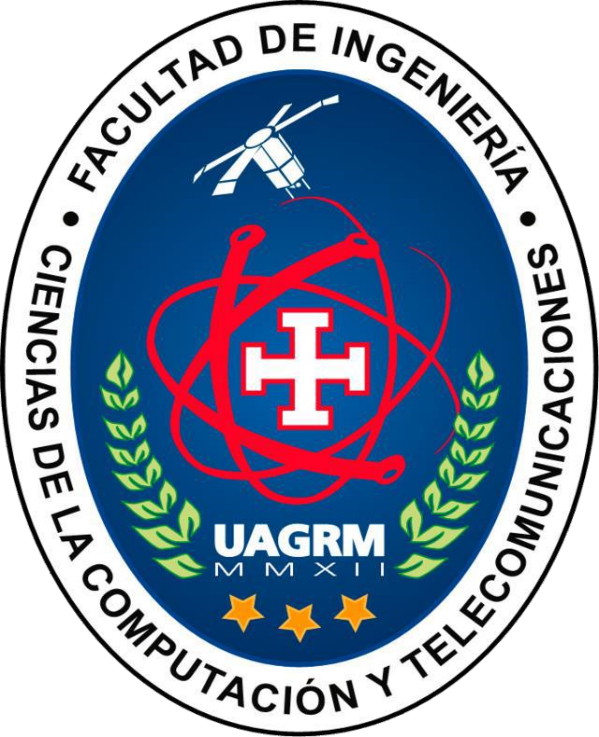 FACULTAD DE INGENIERÍA
• CIENCIAS DE LA COMPUTACIÓN Y TELECOMUNICACIONES •
UAGRM
MMXII